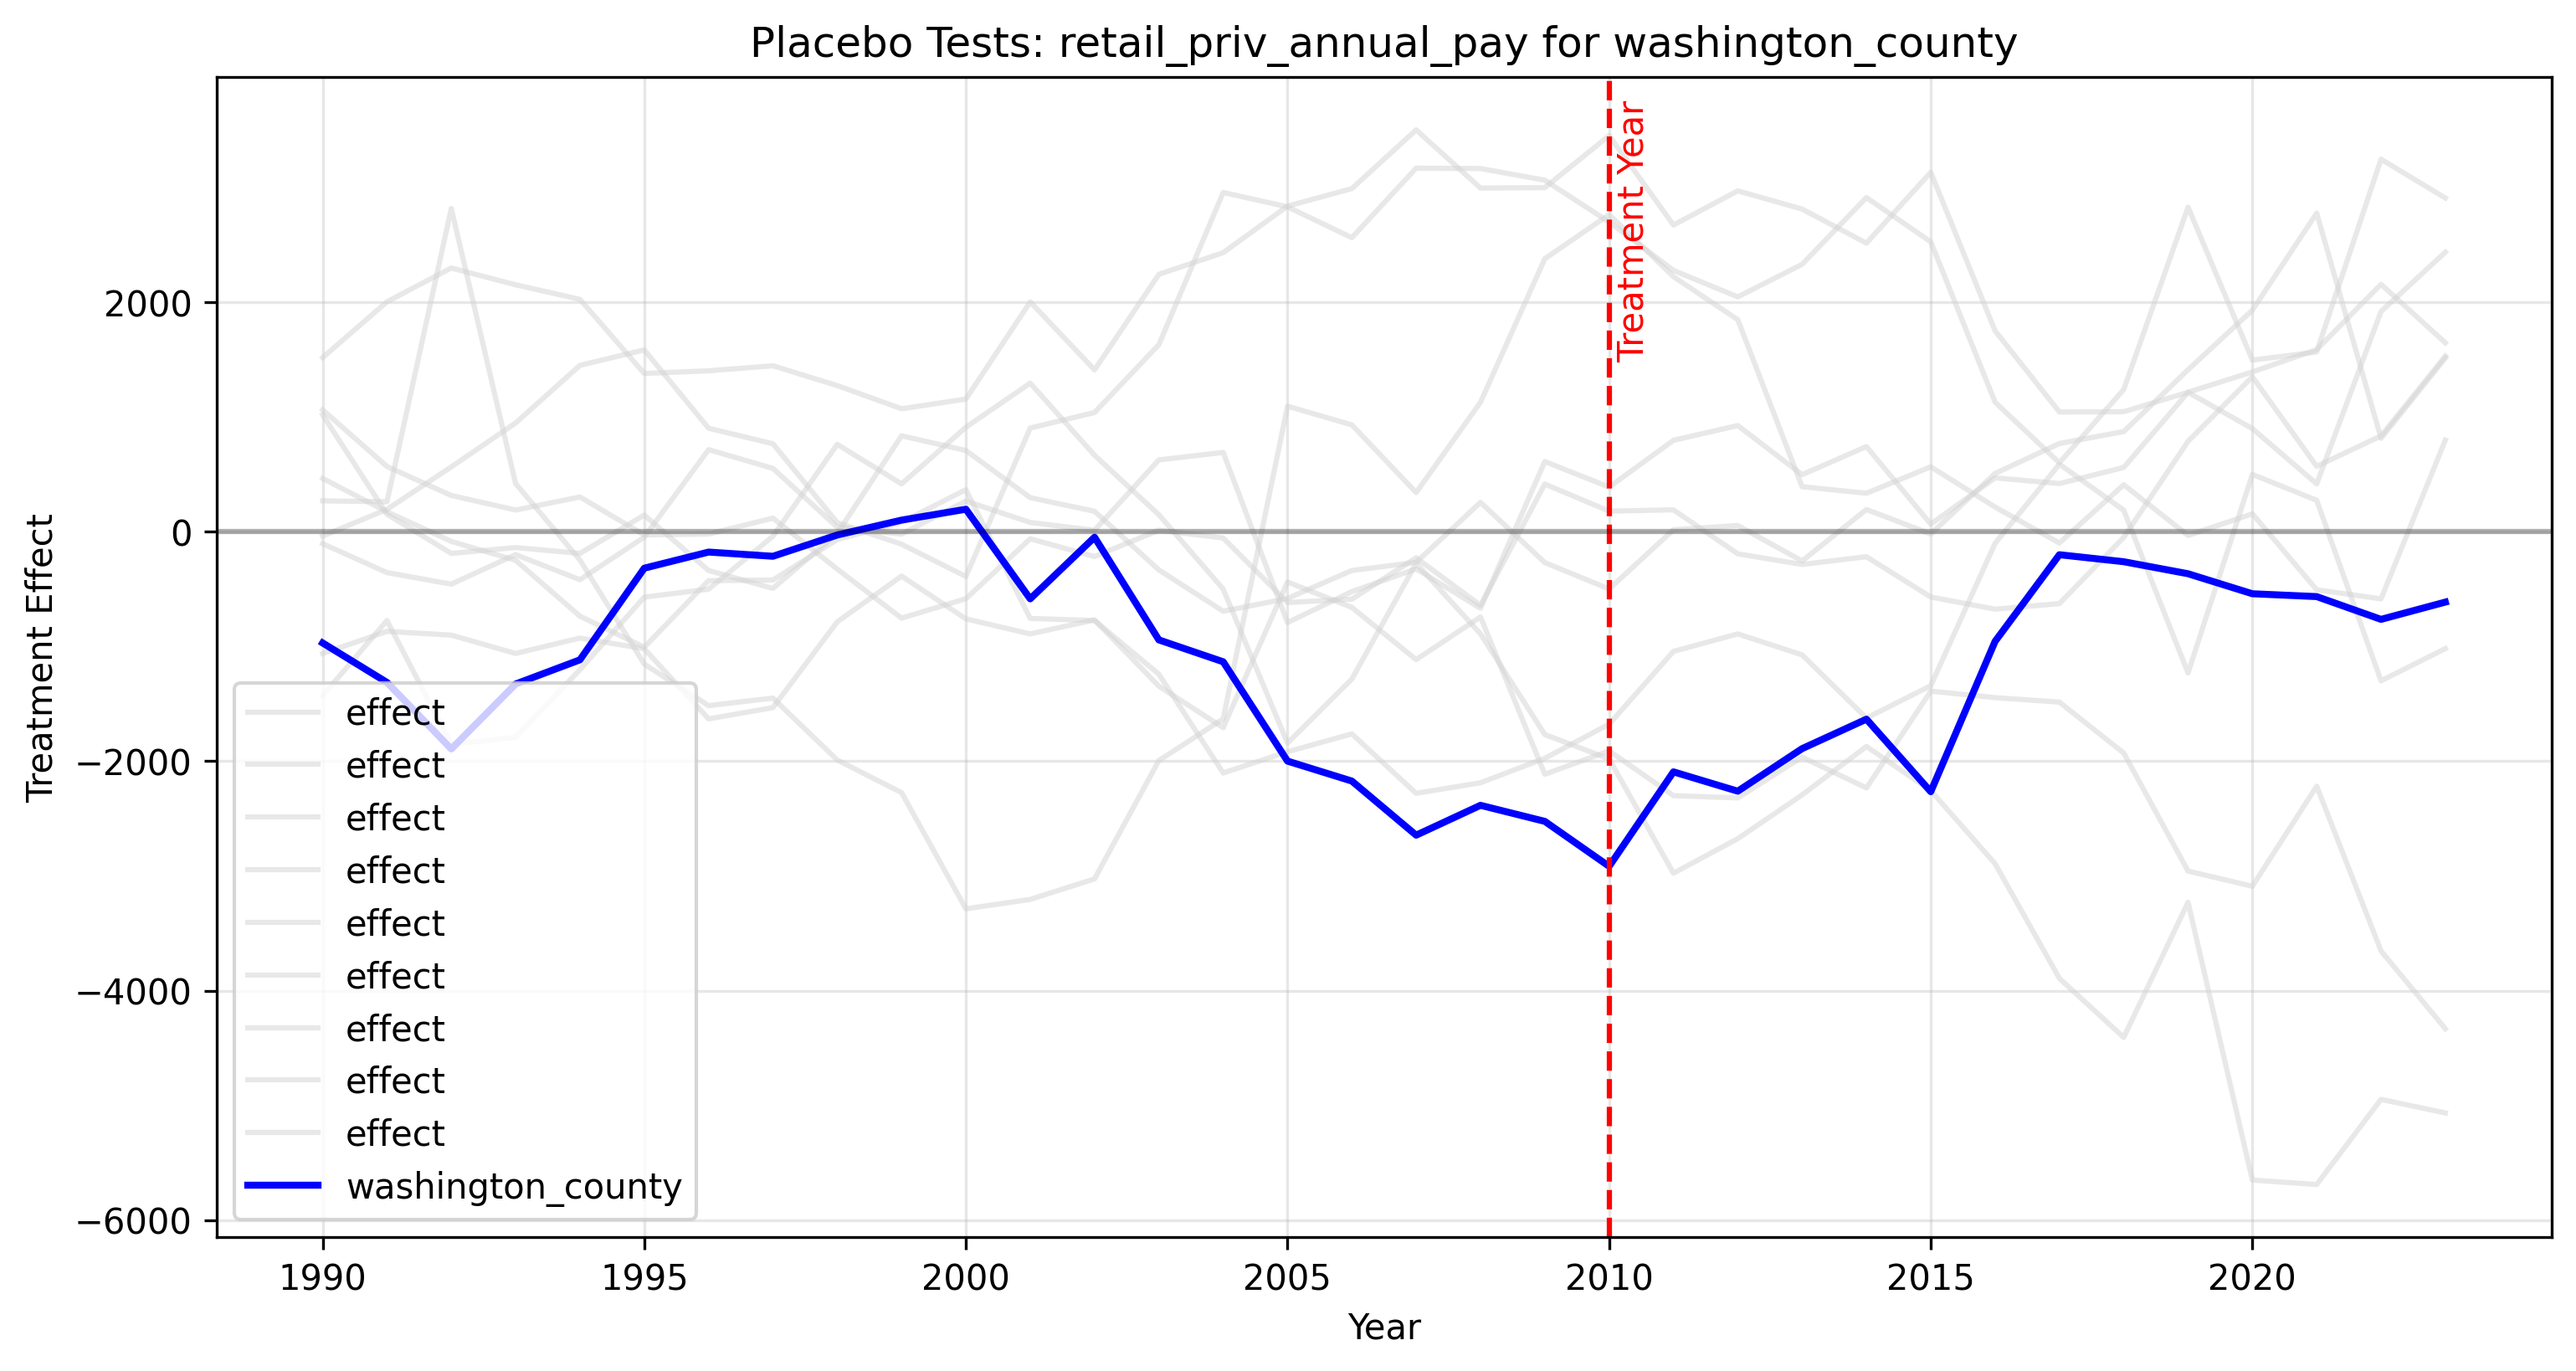 Placebo Tests: retail_priv_annual_pay for washington_county
Treatment Year
Treatment Effect
2000
0
−2000
−4000
−6000
effect
effect
effect
effect
effect
effect
effect
effect
effect
washington_county
1990 1995 2000 2005 2010 2015 2020
Year